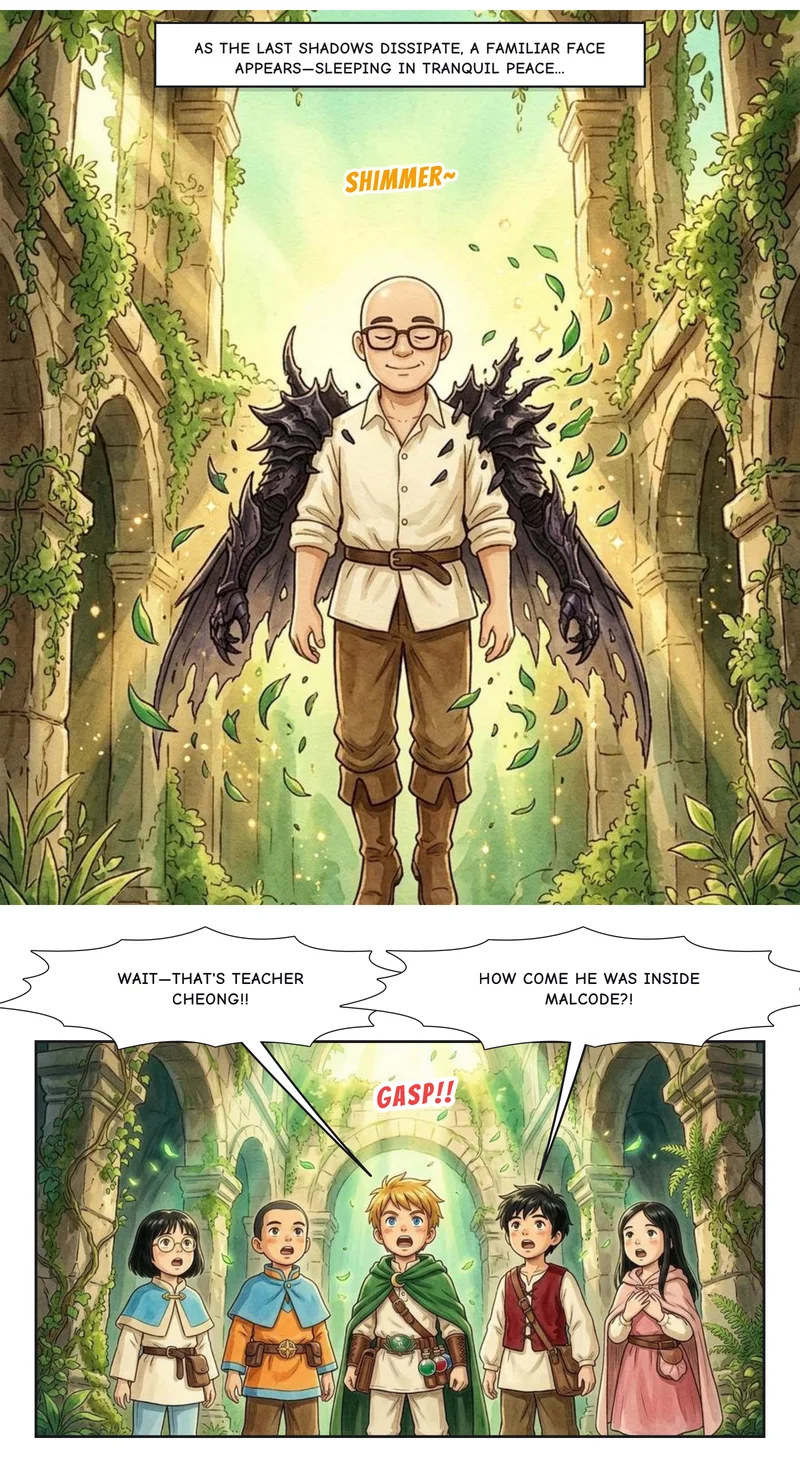 AS THE LAST SHADOWS DISSIPATE, A FAMILIAR FACE
APPEARS—SLEEPING IN TRANQUIL PEACE...
SHIMMER~
WAIT—THAT'S TEACHER
CHEONG!!
HOW COME HE WAS INSIDE
MALCODE?!
GASP!!